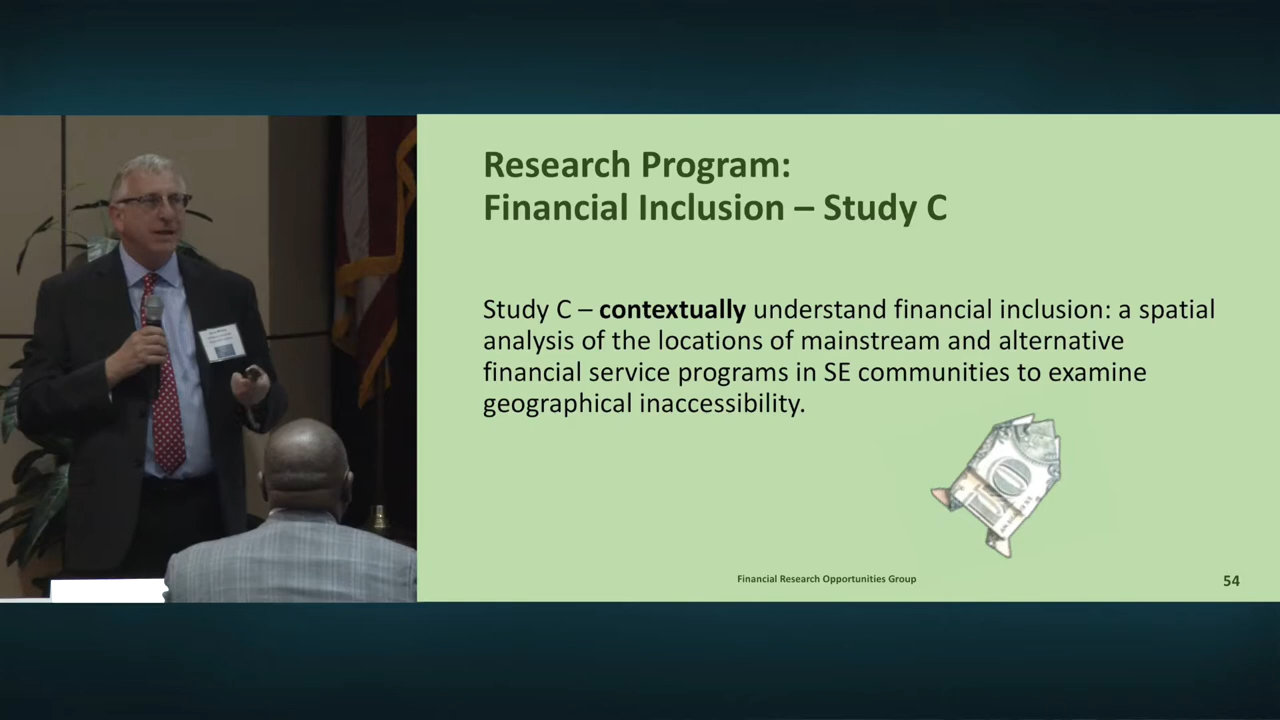 Research Program:
Financial Inclusion – Study C
Study C – contextually understand financial inclusion: a spatial
analysis of the locations of mainstream and alternative
financial service programs in SE communities to examine
geographical inaccessibility.
Financial Research Opportunities Group
54